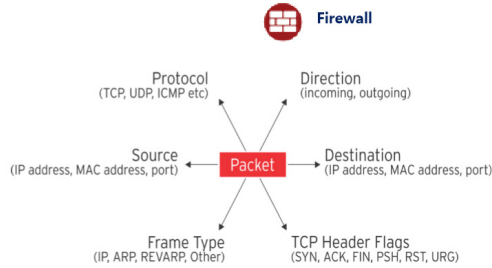 Firewall
Protocol
(TCP, UDP, ICMP etc)
Direction
(incoming, outgoing)
Source
(IP address, MAC address, port)
Packet
Destination
(IP address, MAC address, port)
Frame Type
(IP, ARP, REVARP, Other)
TCP Header Flags
(SYN, ACK, FIN, PSH, RST, URG)